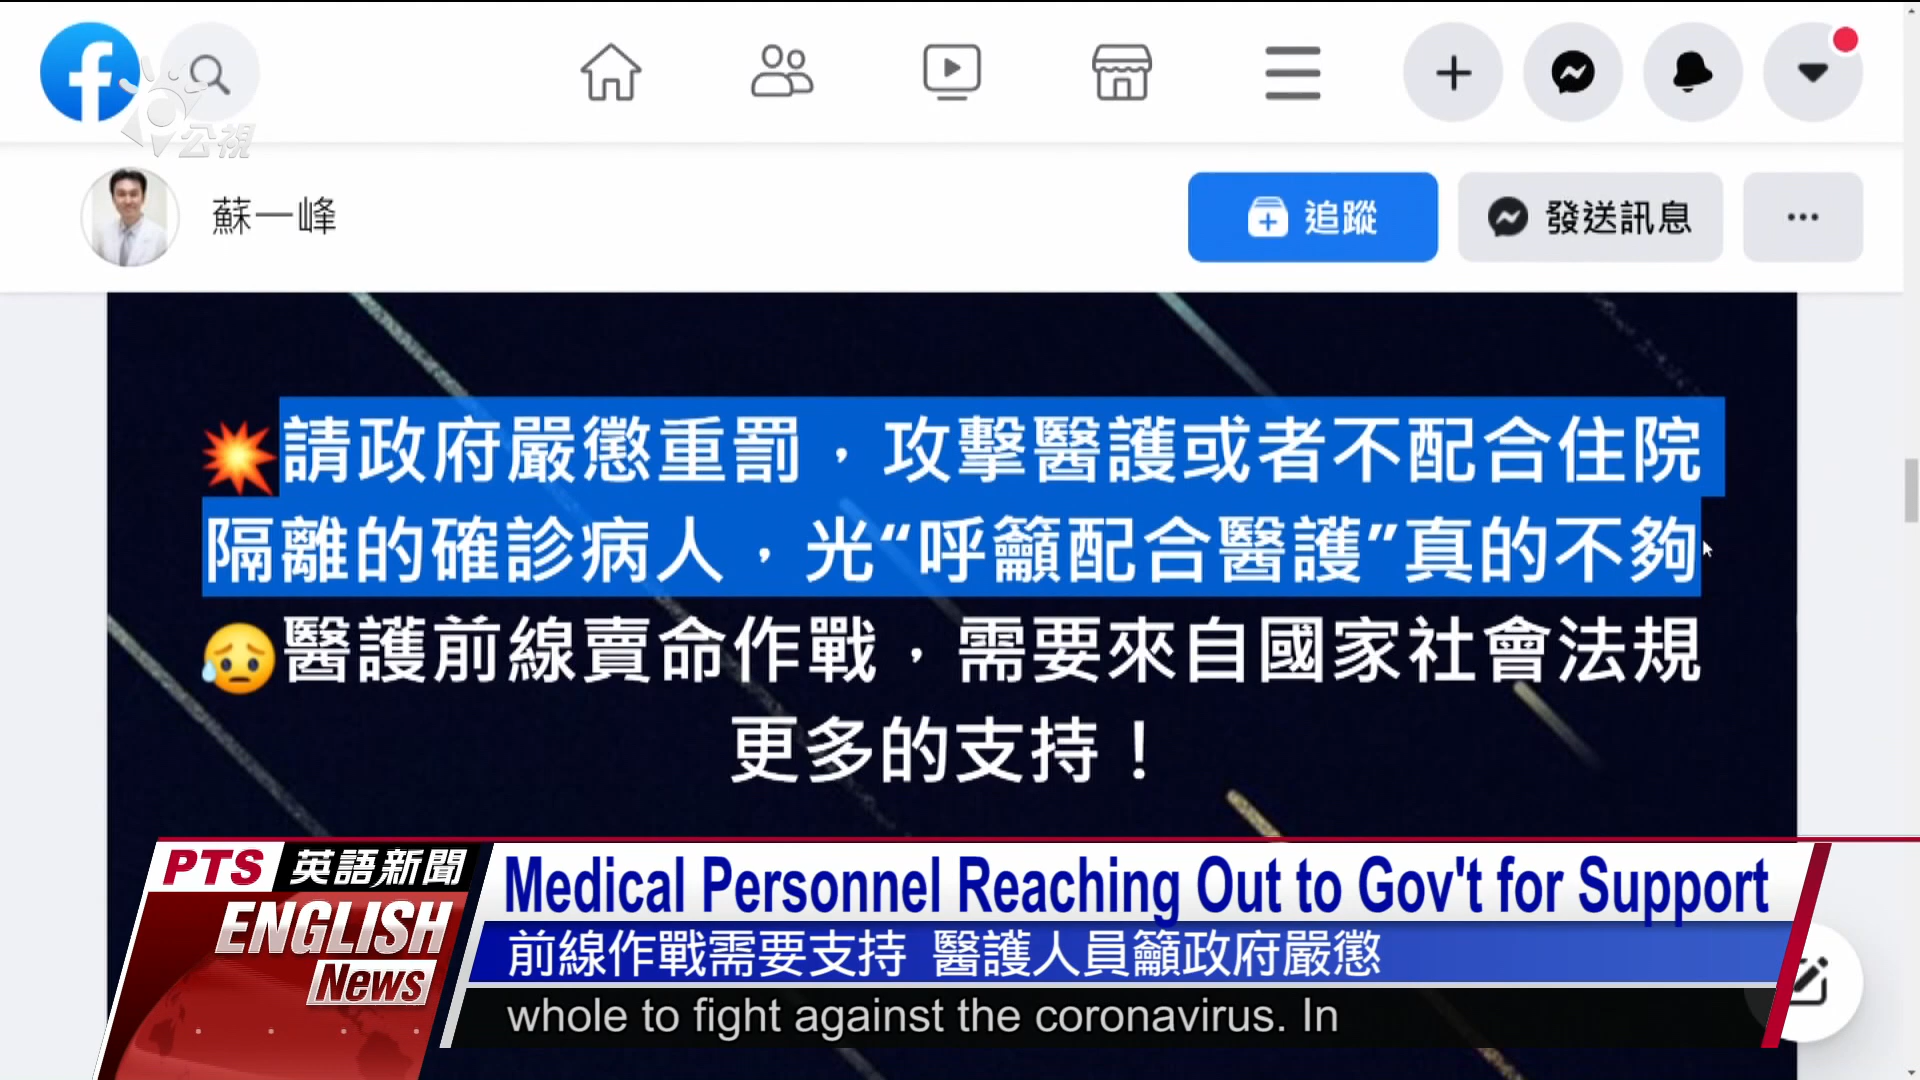 公視
蘇一峰
追蹤
發送訊息
💥請政府嚴懲重罰，攻擊醫護或者不配合住院
隔離的確診病人，光“呼籲配合醫護”真的不夠
😥醫護前線賣命作戰，需要來自國家社會法規
更多的支持！
PTS 英語新聞
ENGLISH
News
Medical Personnel Reaching Out to Gov't for Support
前線作戰需要支持 醫護人員籲政府嚴懲
whole to fight against the coronavirus. In